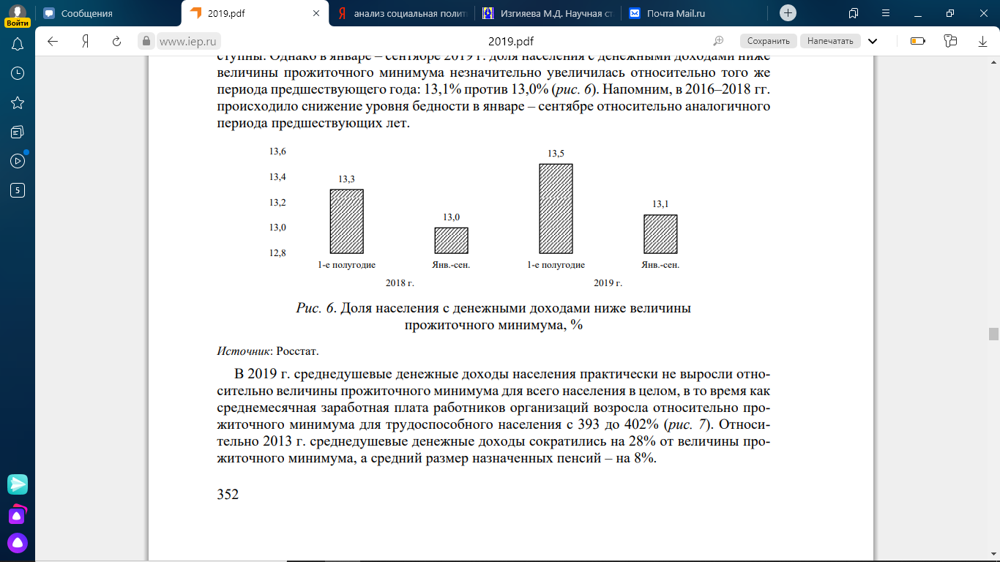 Сообщения
2019.pdf
анализ социальная полит
Изгияева М.Д. Научная ст
Почта Mail.ru
Войти
www.iep.ru
2019.pdf
Сохранить
Напечатать
ступны. Однако в январе – сентябре 2019 г. доля населения с денежными доходами ниже
величины прожиточного минимума незначительно увеличилась относительно того же
периода предшествующего года: 13,1% против 13,0% (рис. 6). Напомним, в 2016–2018 гг.
происходило снижение уровня бедности в январе – сентябре относительно аналогичного
периода предшествующих лет.
13,6
13,4
13,2
13,0
12,8
13,3
13,0
13,5
13,1
1-е полугодие
Янв.-сен.
1-е полугодие
Янв.-сен.
2018 г.
2019 г.
Рис. 6. Доля населения с денежными доходами ниже величины
прожиточного минимума, %
Источник: Росстат.
В 2019 г. среднедушевые денежные доходы населения практически не выросли отно-
сительно величины прожиточного минимума для всего населения в целом, в то время как
среднемесячная заработная плата работников организаций возросла относительно про-
житочного минимума для трудоспособного населения с 393 до 402% (рис. 7). Относи-
тельно 2013 г. среднедушевые денежные доходы сократились на 28% от величины про-
житочного минимума, а средний размер назначенных пенсий – на 8%.
352
5